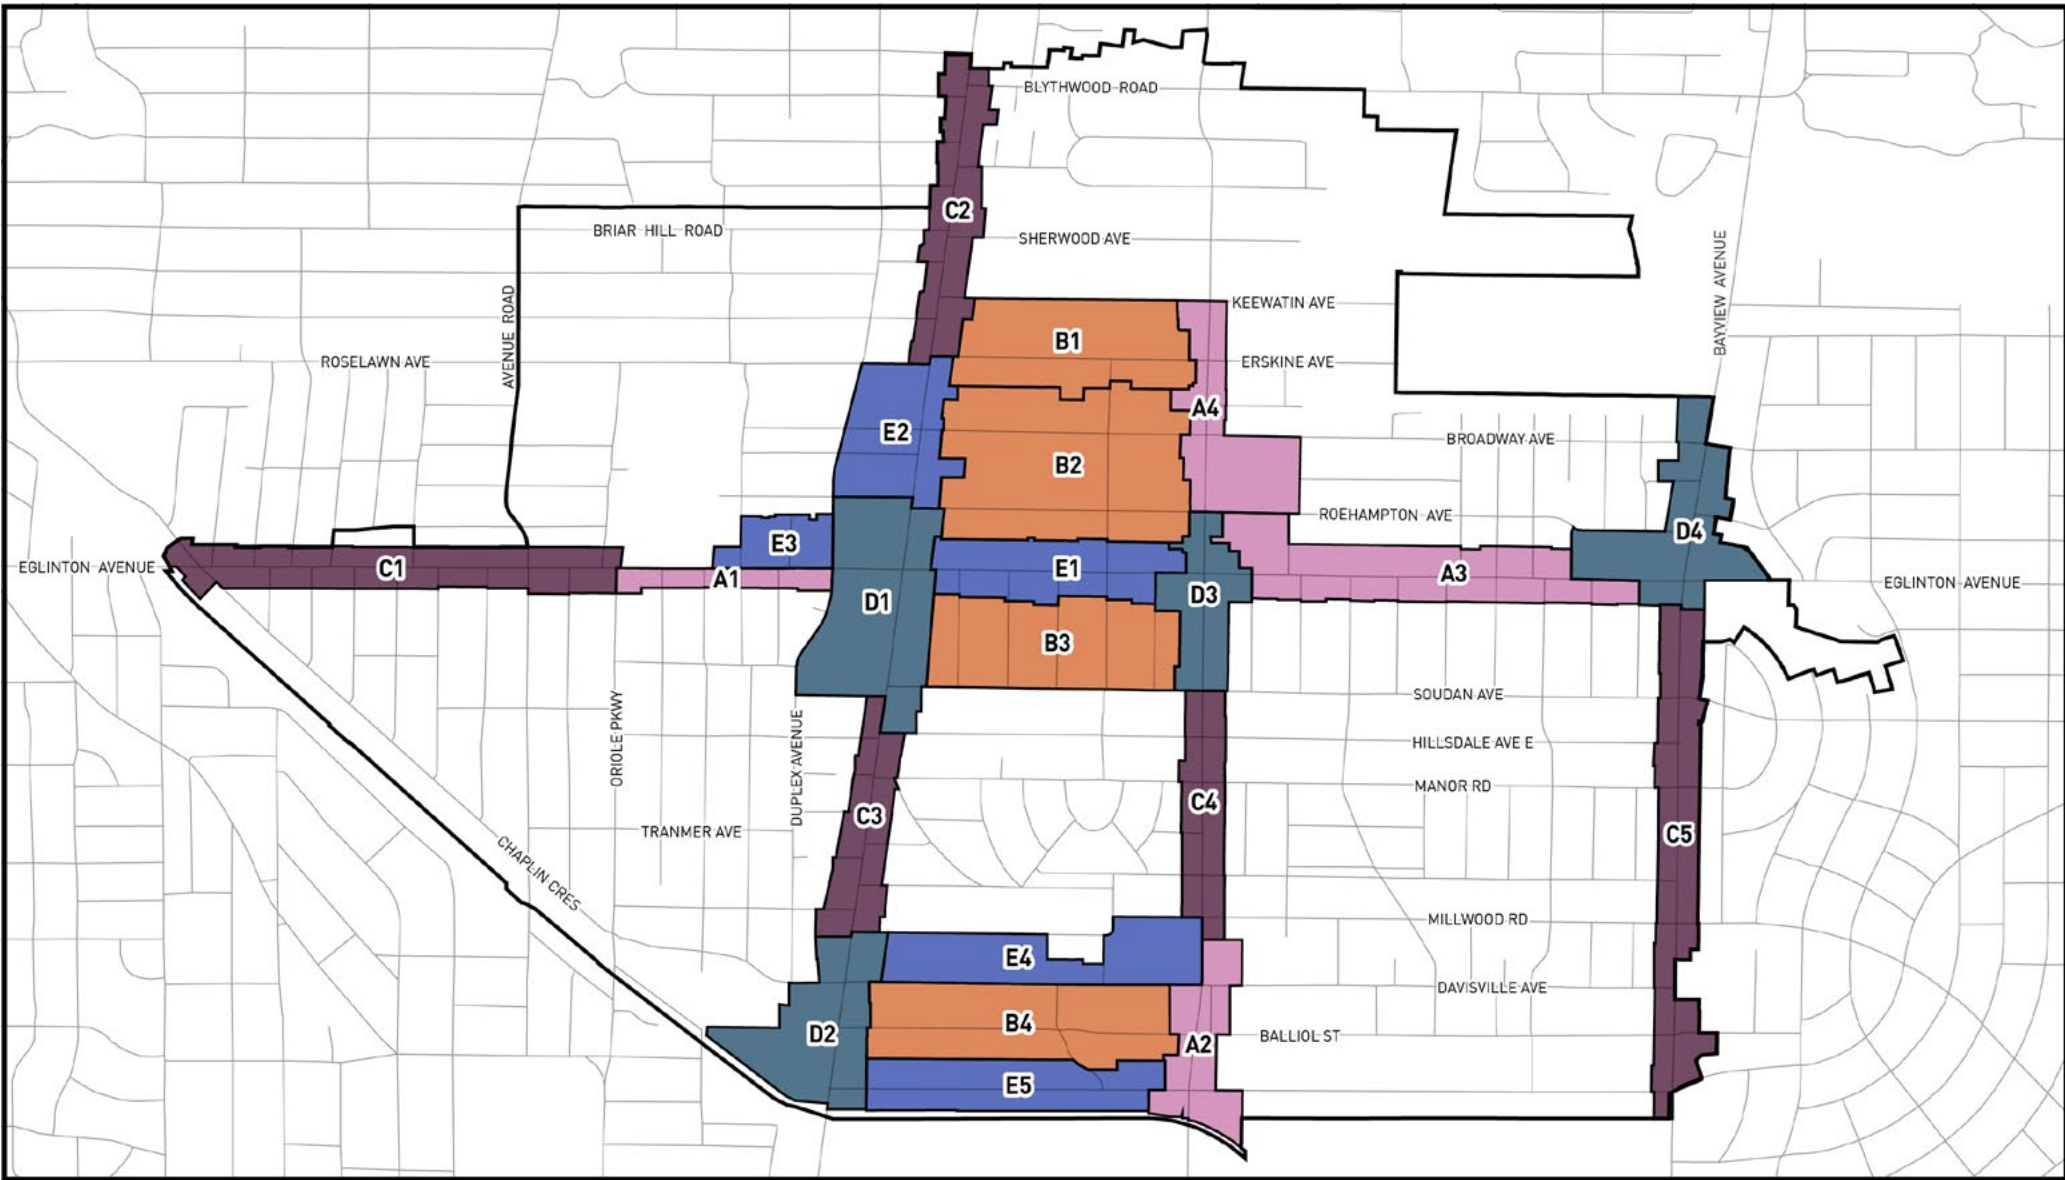 BLYTHWOOD ROAD
C2
BRIAR HILL ROAD
SHERWOOD AVE
BAYVIEW AVENUE
AVENUE ROAD
KEEWATIN AVE
B1
ROSELAWN AVE
ERSKINE AVE
A4
E2
BROADWAY AVE
B2
ROEHAMPTON AVE
D4
E3
EGLINTON AVENUE
C1
A1
E1
A3
EGLINTON AVENUE
D1
D3
B3
SOUDAN AVE
ORIOLE PKWY
DUPLEX AVENUE
HILLSDALE AVE E
MANOR RD
C4
C3
TRANMER AVE
C5
CHAPLIN CRES
MILLWOOD RD
E4
DAVISVILLE AVE
B4
D2
BALLIOL ST
A2
E5